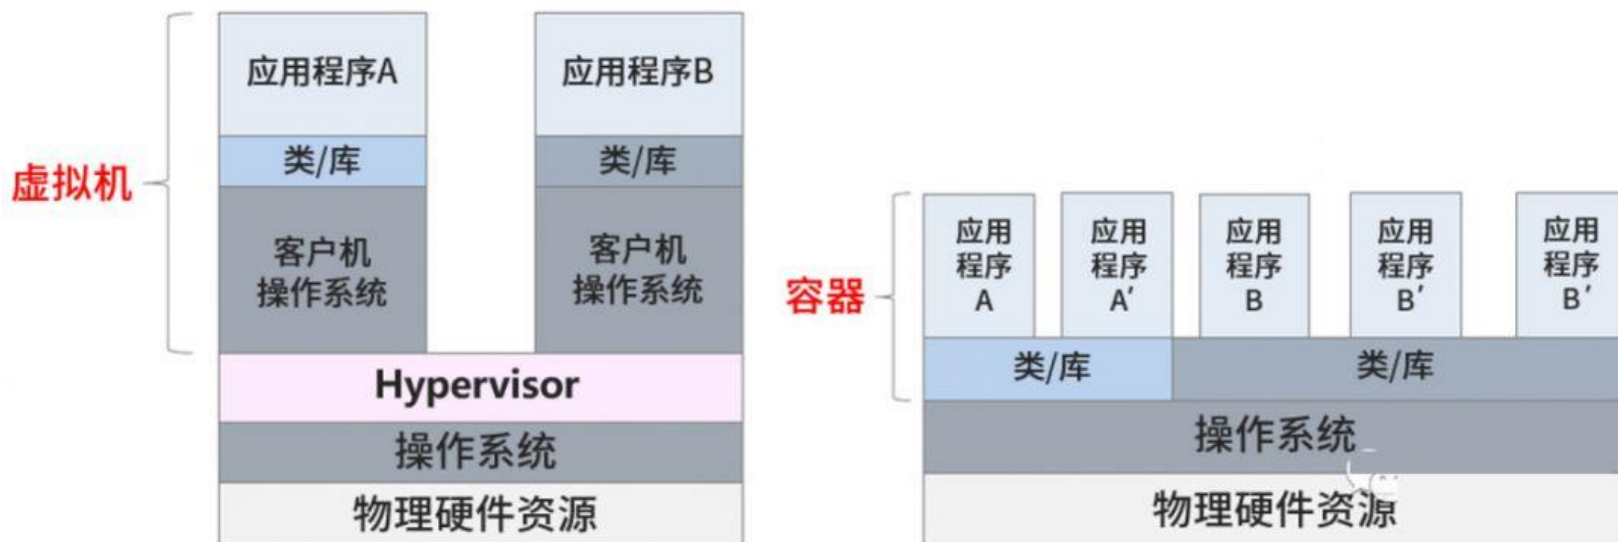 虚拟机
应用程序A
类/库
客户机
操作系统
应用程序B
类/库
客户机
操作系统
Hypervisor
操作系统
物理硬件资源
容器
应用
程序
A
应用
程序
A′
应用
程序
B
应用
程序
B′
应用
程序
B′
类/库
类/库
操作系统
物理硬件资源